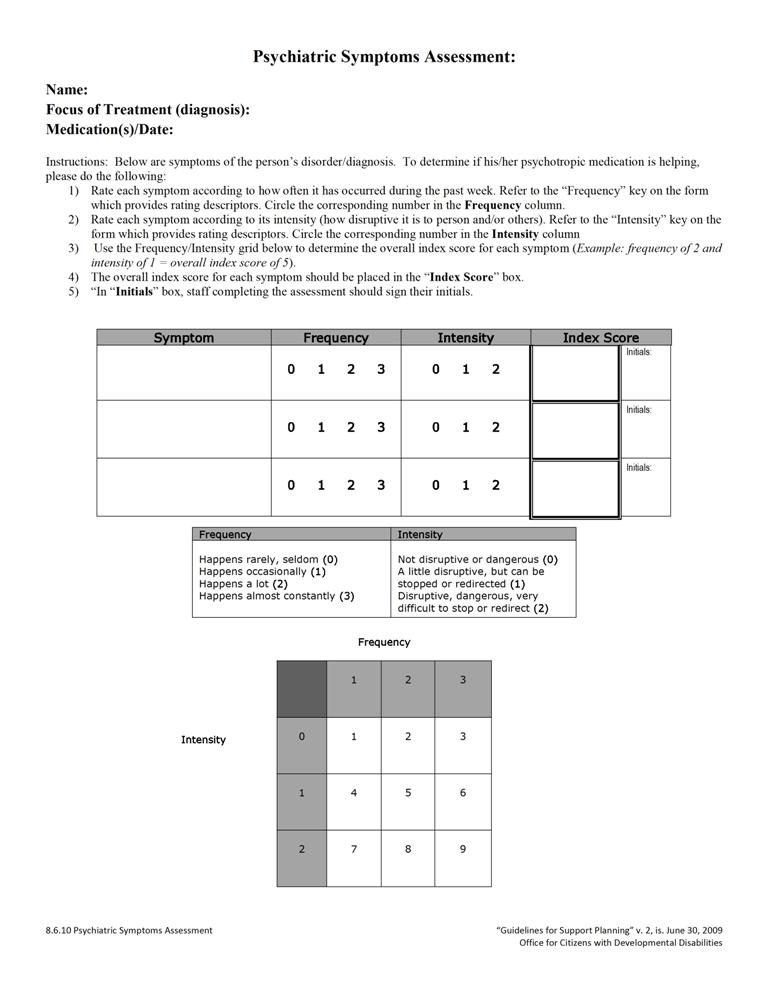 Psychiatric Symptoms Assessment:
Name:
Focus of Treatment (diagnosis):
Medication(s)/Date:
Instructions:  Below are symptoms of the person’s disorder/diagnosis.  To determine if his/her psychotropic medication is helping,
please do the following:
1) Rate each symptom according to how often it has occurred during the past week. Refer to the “Frequency” key on the form
which provides rating descriptors. Circle the corresponding number in the Frequency column.
2) Rate each symptom according to its intensity (how disruptive it is to person and/or others). Refer to the “Intensity” key on the
form which provides rating descriptors. Circle the corresponding number in the Intensity column
3) Use the Frequency/Intensity grid below to determine the overall index score for each symptom (Example: frequency of 2 and
intensity of 1 = overall index score of 5).
4) The overall index score for each symptom should be placed in the “Index Score” box.
5) “In “Initials” box, staff completing the assessment should sign their initials.
Symptom Frequency Intensity Index Score
Initials:
0 1 2 3 0 1 2
Initials:
0 1 2 3 0 1 2
Initials:
0 1 2 3 0 1 2
Frequency Intensity
Happens rarely, seldom (0) Not disruptive or dangerous (0)
Happens occasionally (1) A little disruptive, but can be
Happens a lot (2) stopped or redirected (1)
Happens almost constantly (3) Disruptive, dangerous, very
difficult to stop or redirect (2)
Frequency
1 2 3
Intensity 0 1 2 3
1 4 5 6
2 7 8 9
8.6.10 Psychiatric Symptoms Assessment “Guidelines for Support Planning” v. 2, is. June 30, 2009
Office for Citizens with Developmental Disabilities